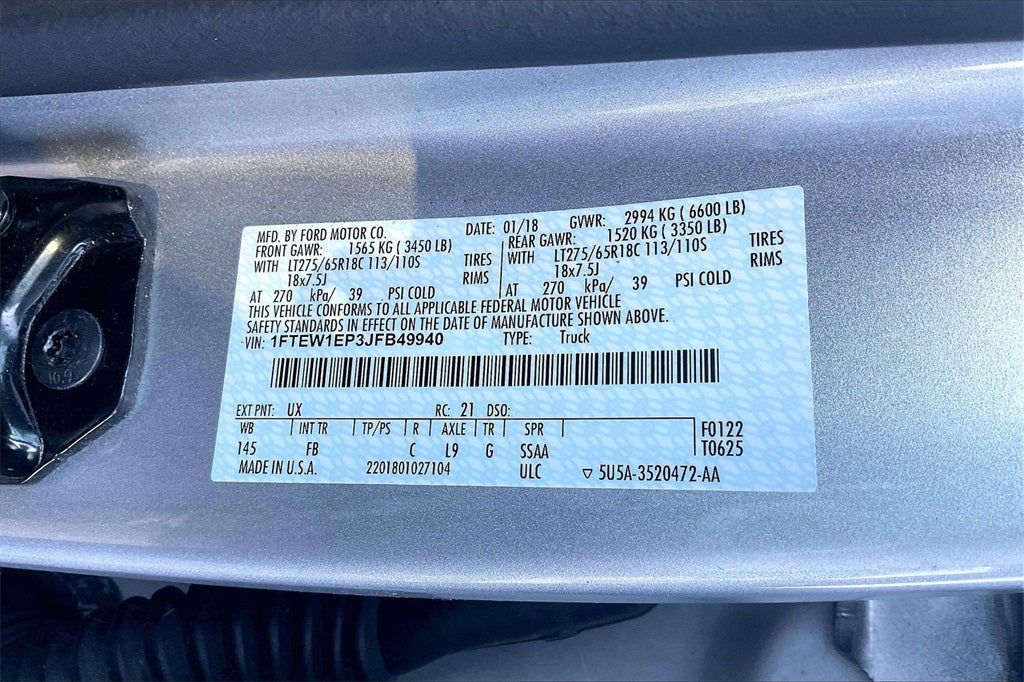 MFD. BY FORD MOTOR CO. DATE: 01/18 GVWR: 2994 KG ( 6600 LB)
FRONT GAWR: 1565 KG ( 3450 LB) REAR GAWR: 1520 KG ( 3350 LB)
WITH LT275/65R18C 113/110S TIRES WITH LT275/65R18C 113/110S TIRES
18x7.5J RIMS 18x7.5J RIMS
AT 270 kPa/ 39 PSI COLD AT 270 kPa/ 39 PSI COLD
THIS VEHICLE CONFORMS TO ALL APPLICABLE FEDERAL MOTOR VEHICLE
SAFETY STANDARDS IN EFFECT ON THE DATE OF MANUFACTURE SHOWN ABOVE.
VIN: 1FTEW1EP3JFB49940 TYPE: Truck
EXT PNT: UX RC: 21 DSO:
WB INT TR TP/PS R AXLE TR SPR F0122
145 FB C L9 G SSAA T0625
MADE IN U.S.A. 2201801027104 ULC ▽ 5U5A-3520472-AA